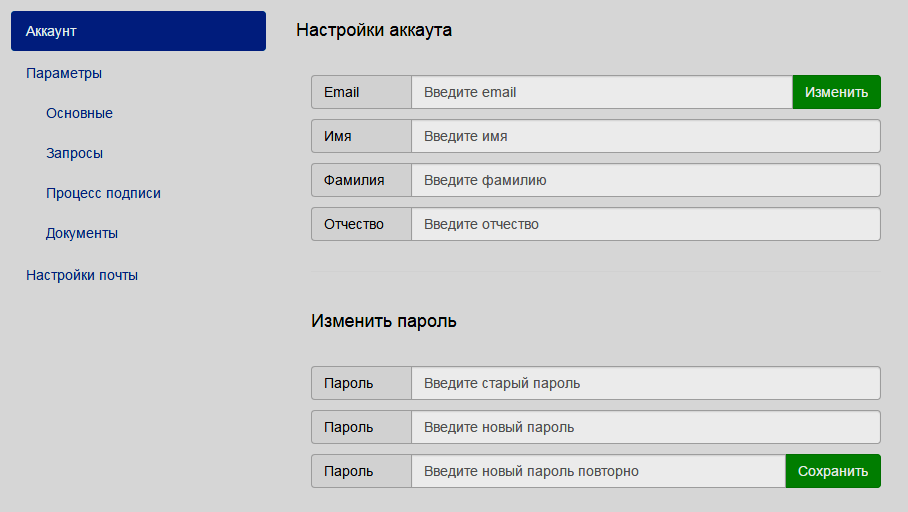 Аккаунт
Параметры
Основные
Запросы
Процесс подписи
Документы
Настройки почты
Настройки аккаута
Email Введите email Изменить
Имя Введите имя
Фамилия Введите фамилию
Отчество Введите отчество
Изменить пароль
Пароль Введите старый пароль
Пароль Введите новый пароль
Пароль Введите новый пароль повторно Сохранить